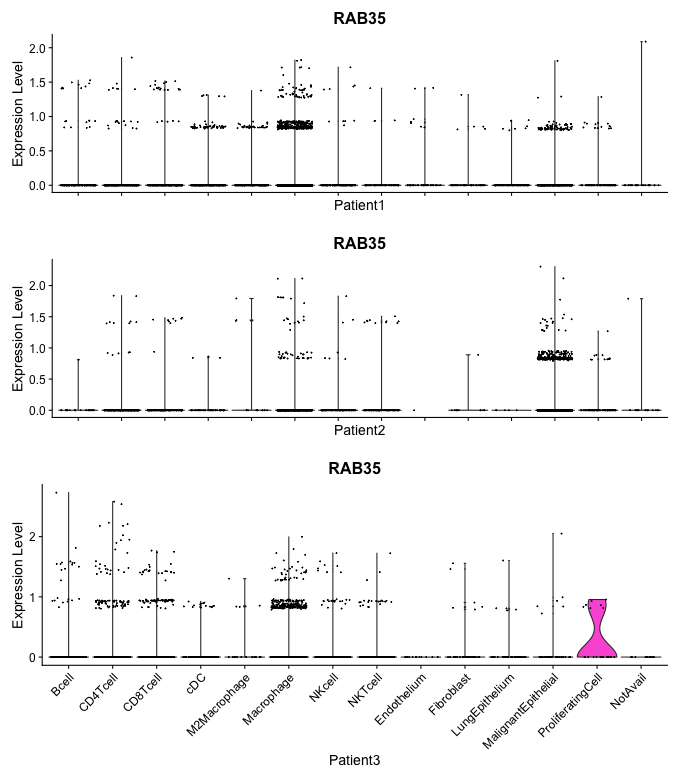 RAB35
Expression Level
2.0
1.5
1.0
0.5
0.0
Patient1
RAB35
Expression Level
2.0
1.5
1.0
0.5
0.0
Patient2
RAB35
Expression Level
2
1
0
Bcell
CD4Tcell
CD8Tcell
cDC
M2Macrophage
Macrophage
NKcell
NKTcell
Endothelium
Fibroblast
LungEpithelium
MalignantEpithelial
ProliferatingCell
NotAvail
Patient3